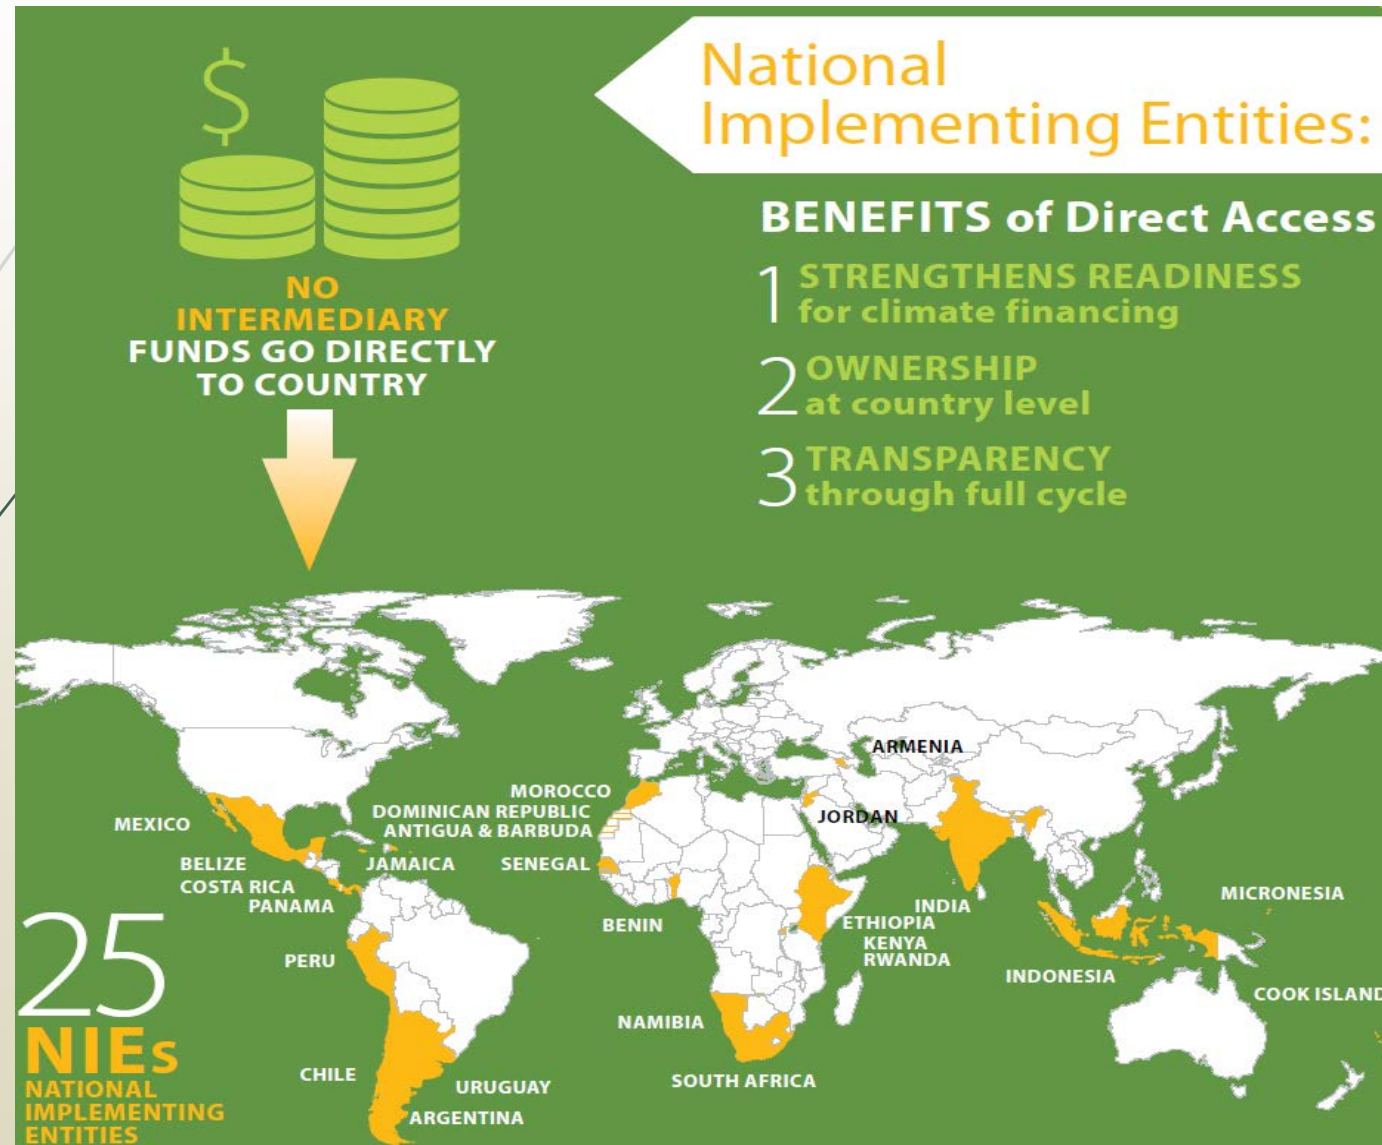 $
National
Implementing Entities:
BENEFITS of Direct Access
1 STRENGTHENS READINESS
for climate financing
2 OWNERSHIP
at country level
3 TRANSPARENCY
through full cycle
NO
INTERMEDIARY
FUNDS GO DIRECTLY
TO COUNTRY
ARMENIA
MOROCCO
DOMINICAN REPUBLIC
ANTIGUA & BARBUDA
JORDAN
MEXICO
BELIZE
JAMAICA
SENEGAL
COSTA RICA
PANAMA
MICRONESIA
INDIA
BENIN
ETHIOPIA
KENYA
RWANDA
PERU
INDONESIA
COOK ISLAND
NAMIBIA
CHILE
URUGUAY
SOUTH AFRICA
ARGENTINA
25
NIEs
NATIONAL
IMPLEMENTING
ENTITIES